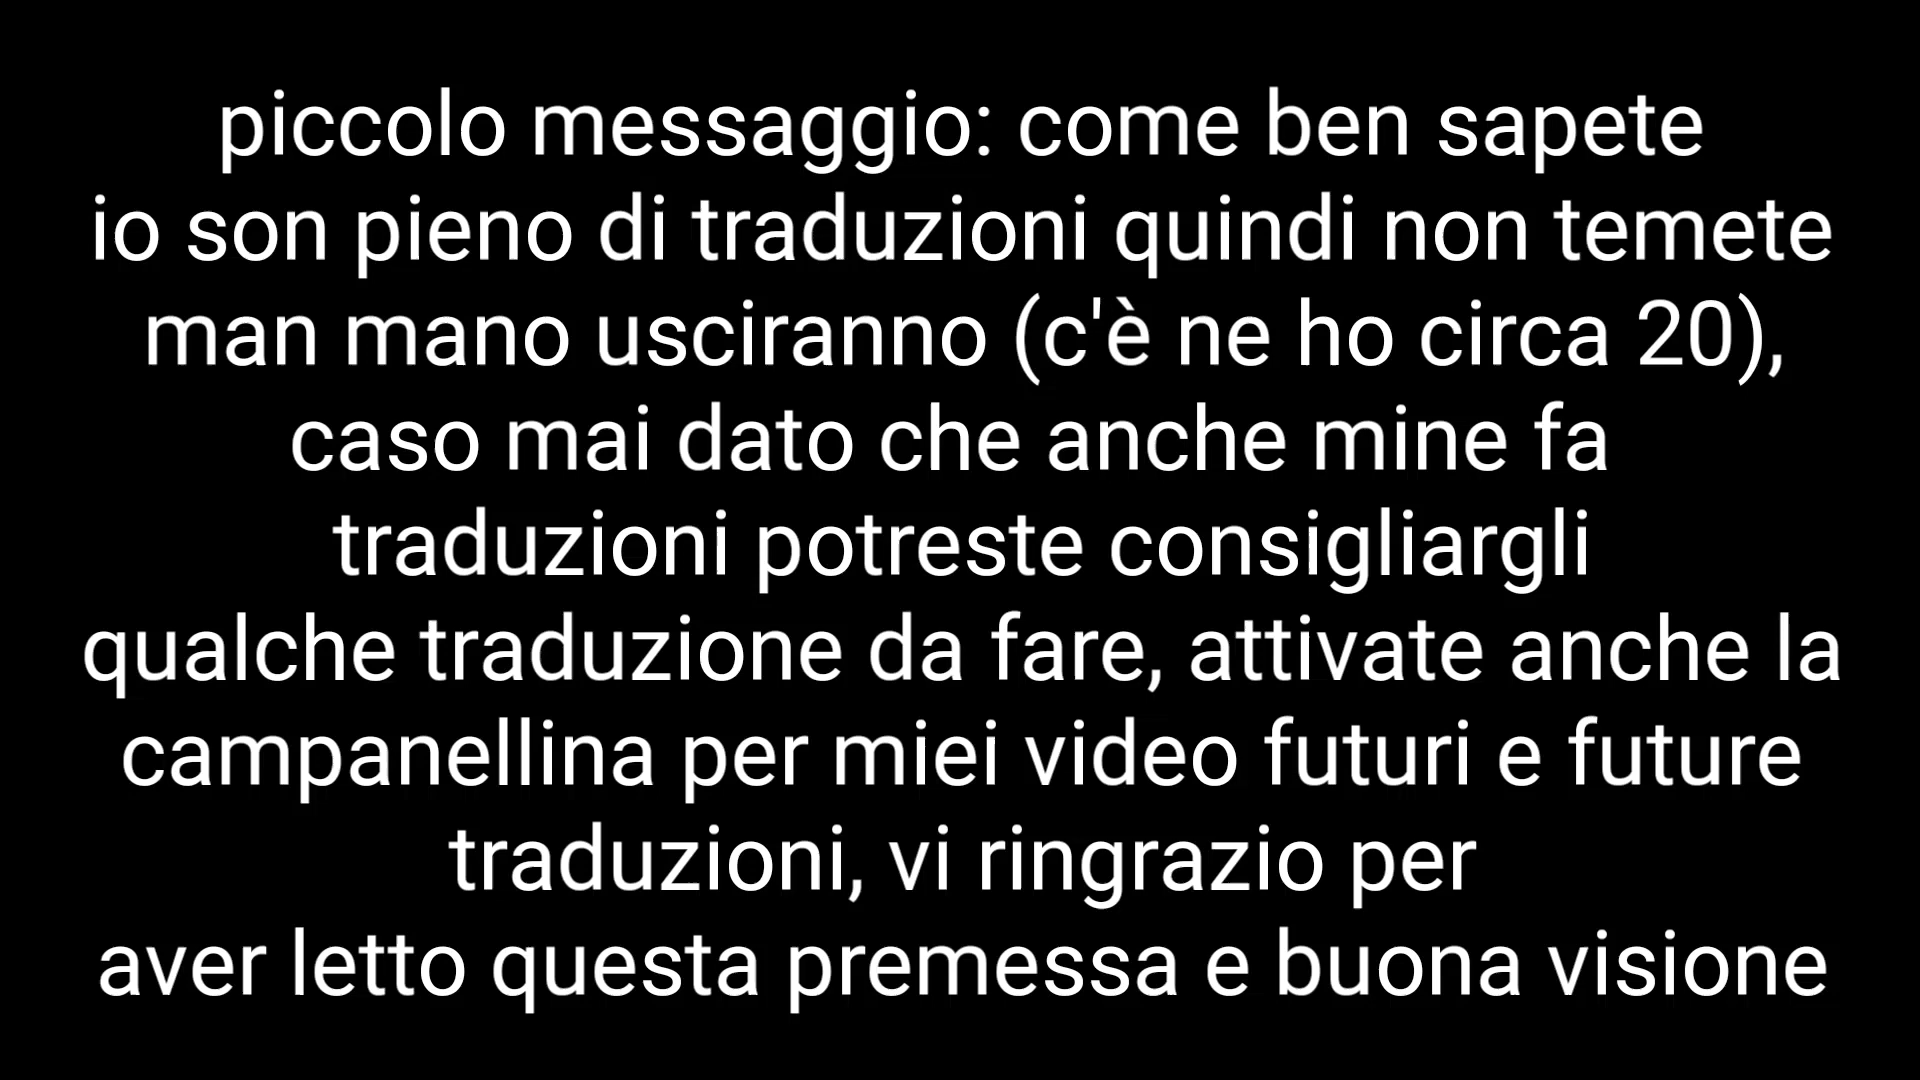 piccolo messaggio: come ben sapete
io son pieno di traduzioni quindi non temete
man mano usciranno (c'è ne ho circa 20),
caso mai dato che anche mine fa
traduzioni potreste consigliargli
qualche traduzione da fare, attivate anche la
campanellina per miei video futuri e future
traduzioni, vi ringrazio per
aver letto questa premessa e buona visione